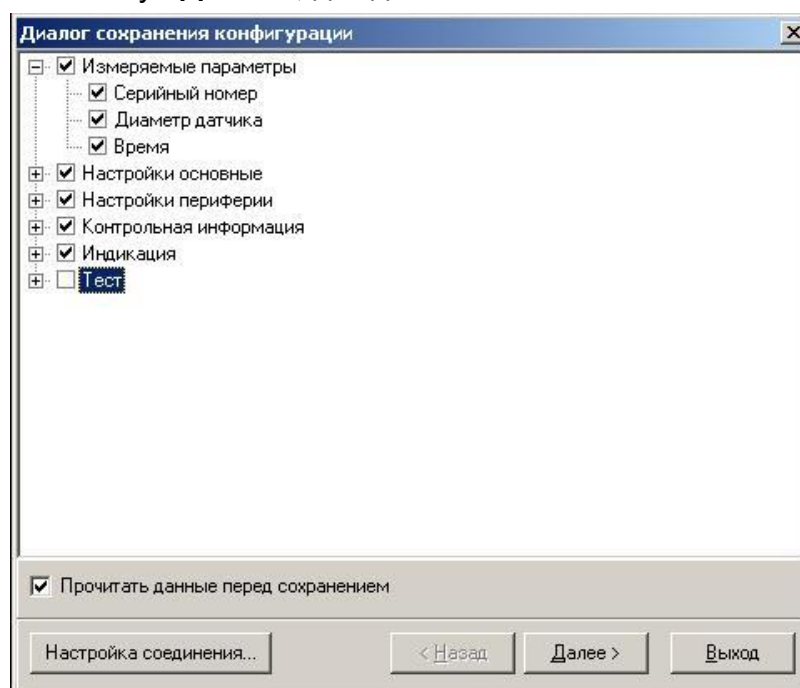 Диалог сохранения конфигурации
Измеряемые параметры
Серийный номер
Диаметр датчика
Время
Настройки основные
Настройки периферии
Контрольная информация
Индикация
Тест
Прочитать данные перед сохранением
Настройка соединения...
< Назад
Далее >
Выход